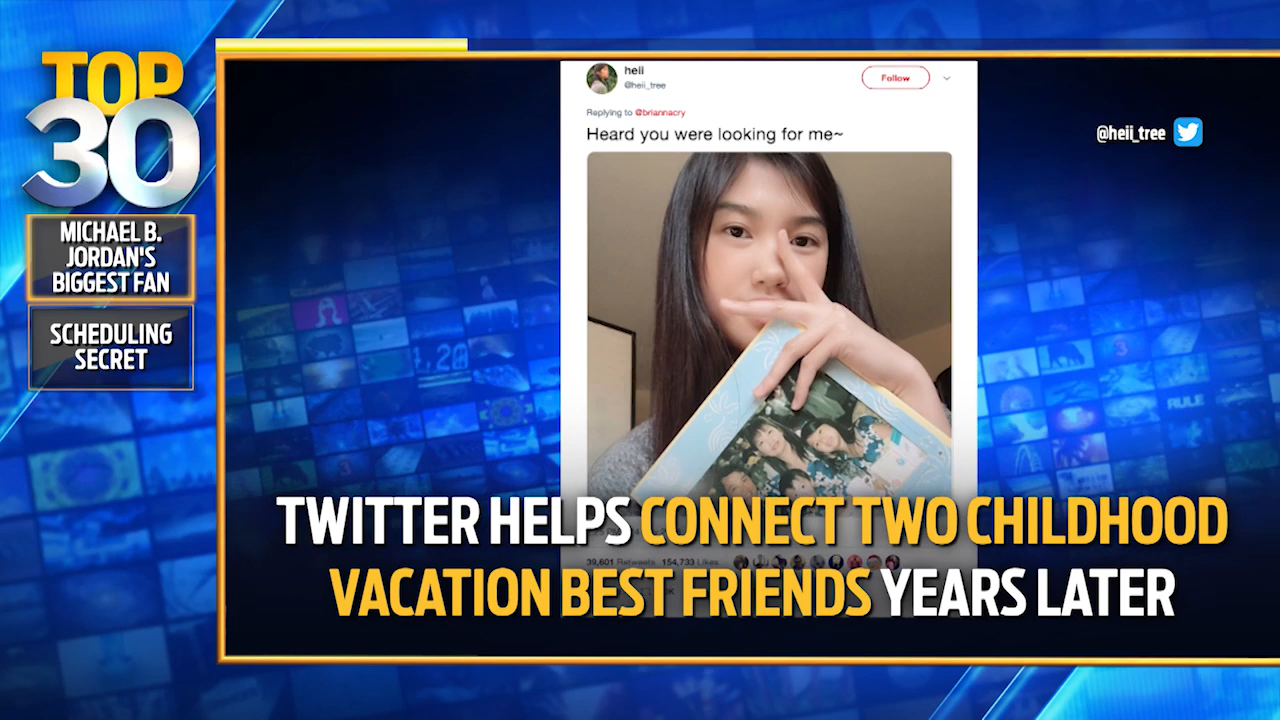 TOP
30
MICHAEL B.
JORDAN'S
BIGGEST FAN
SCHEDULING
SECRET
heii
@heii_tree
Follow
Replying to @briannacry
Heard you were looking for me~
@heii_tree
TWITTER HELPS CONNECT TWO CHILDHOOD
39,601 Retweets 154,733 Likes
VACATION BEST FRIENDS YEARS LATER
RULE